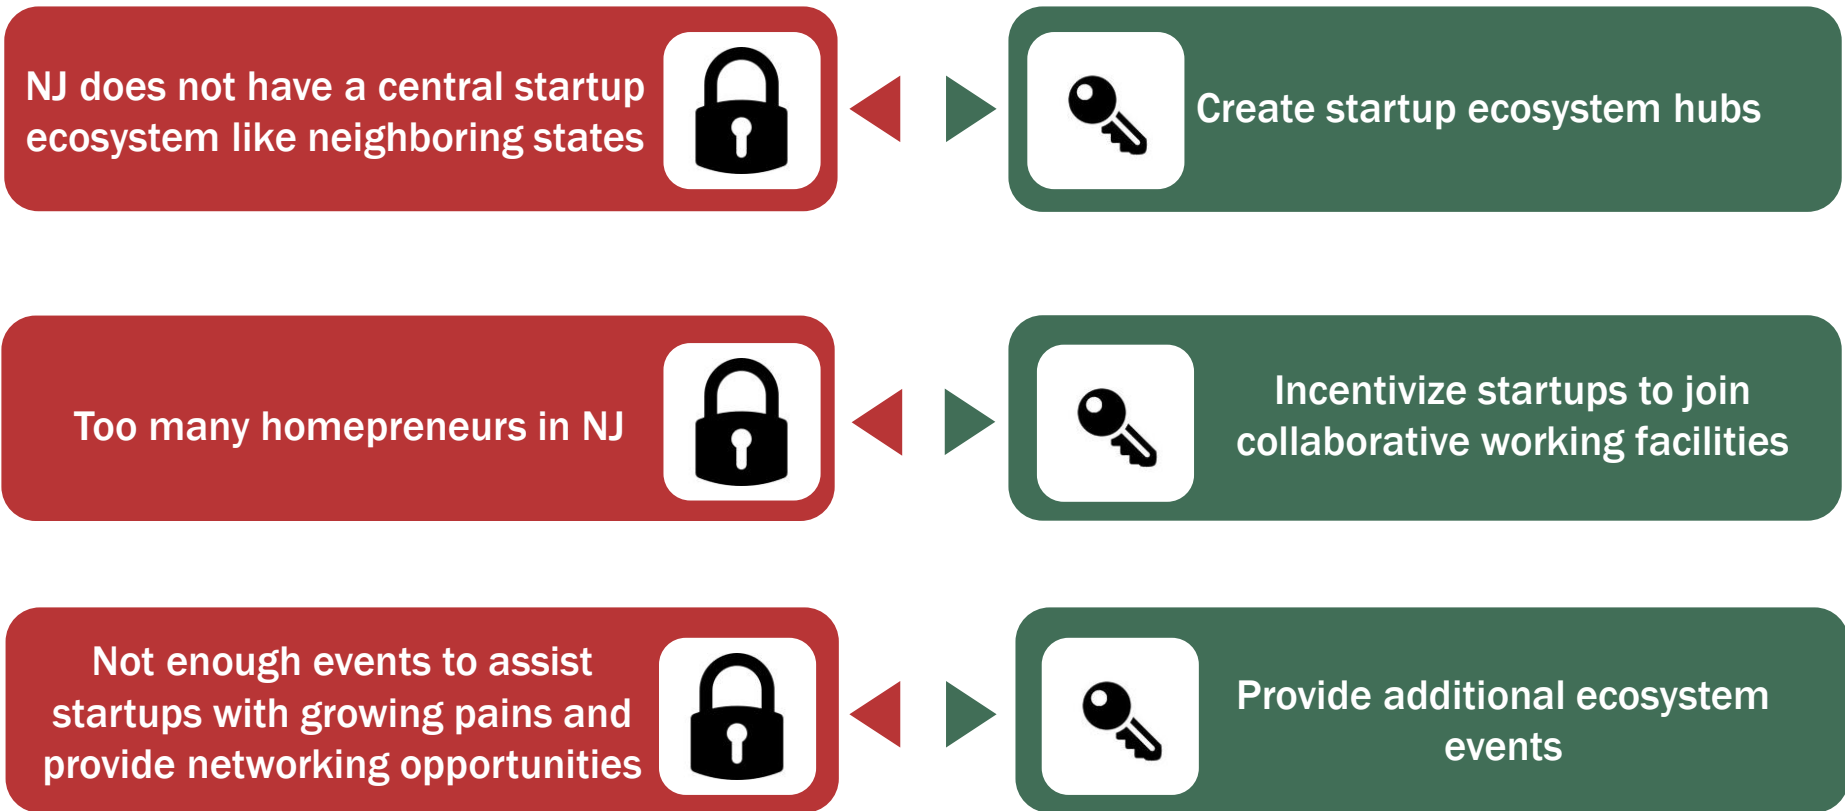 NJ does not have a central startup
ecosystem like neighboring states
Create startup ecosystem hubs
Too many homepreneurs in NJ
Incentivize startups to join
collaborative working facilities
Not enough events to assist
startups with growing pains and
provide networking opportunities
Provide additional ecosystem
events